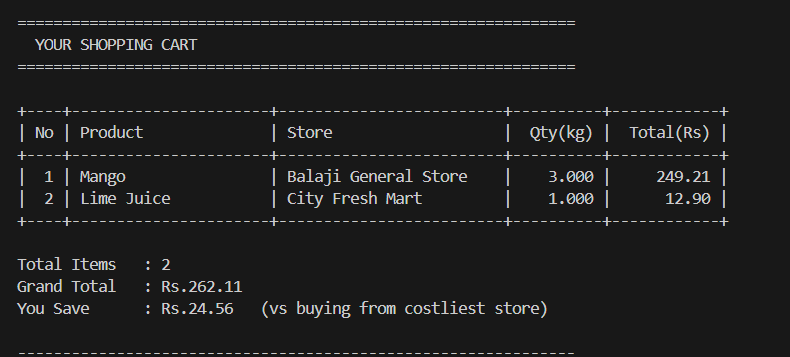 ==============================================================
YOUR SHOPPING CART
==============================================================
+----+----------------------+-------------------------+----------+------------+
| No | Product              | Store                   |  Qty(kg) |  Total(Rs) |
+----+----------------------+-------------------------+----------+------------+
|  1 | Mango                | Balaji General Store    |    3.000 |     249.21 |
|  2 | Lime Juice           | City Fresh Mart         |    1.000 |      12.90 |
+----+----------------------+-------------------------+----------+------------+
Total Items   : 2
Grand Total   : Rs.262.11
You Save      : Rs.24.56   (vs buying from costliest store)
--------------------------------------------------------------